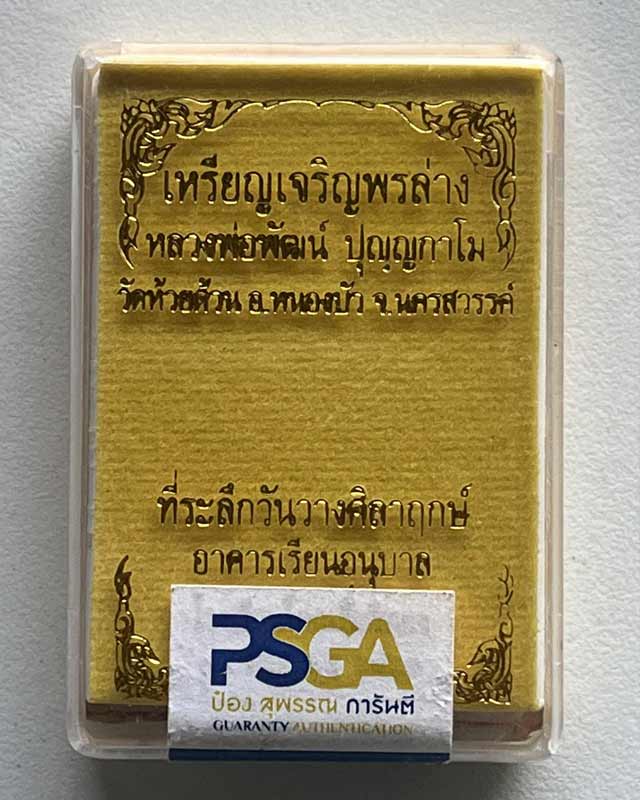 เหรียญเจริญพรล่าง
หลวงพ่อพัฒน์ ปุญฺญกาโม
วัดห้วยด้วน อ.หนองบัว จ.นครสวรรค์
ที่ระลึกวันวางศิลาฤกษ์
อาคารเรียนอนุบาล
PSGA
ป๋อง สุพรรณ การันตี
GUARANTY AUTHENTICATION